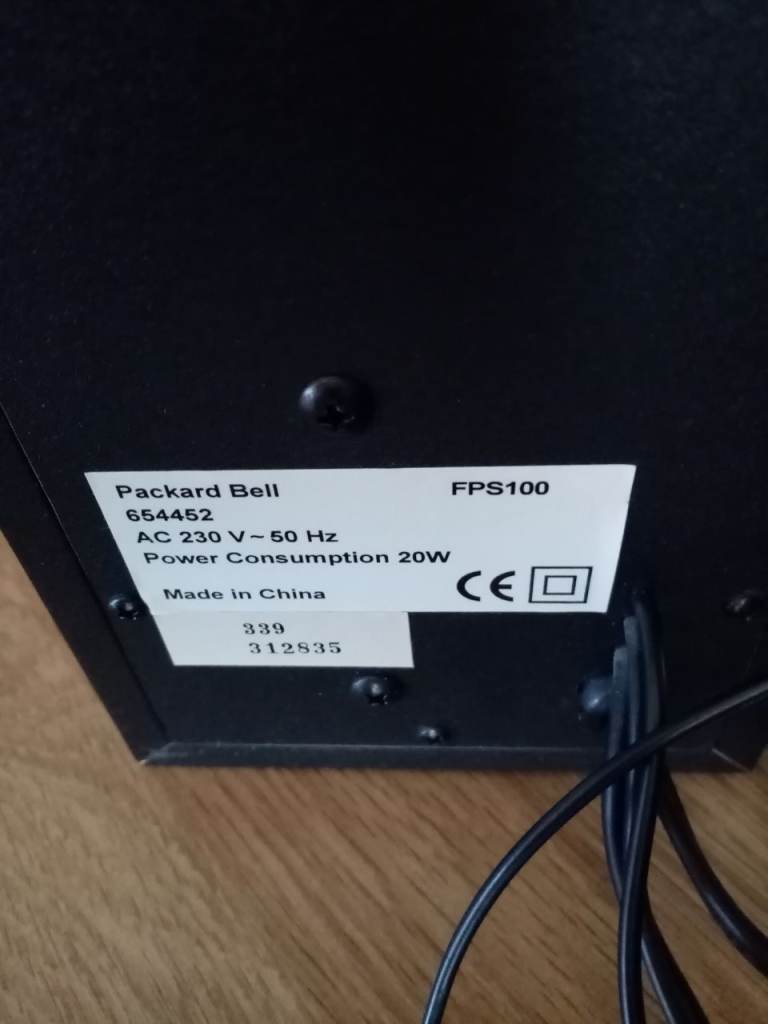 Packard Bell FPS100
654452
AC 230 V ~ 50 Hz
Power Consumption 20W
Made in China CE
339
312835